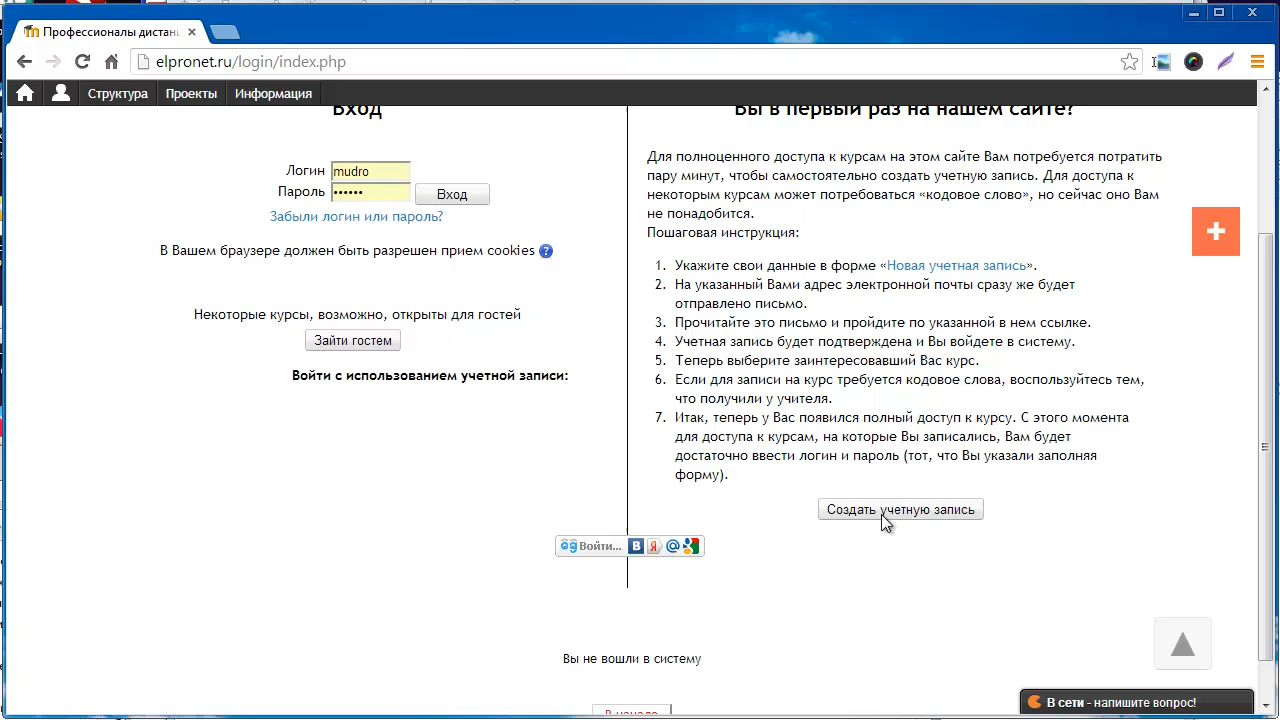 Профессионалы дистан
elpronet.ru/login/index.php
Структура Проекты Информация
Вход
Логин mudro
Пароль •••••• Вход
Забыли логин или пароль?
В Вашем браузере должен быть разрешен прием cookies ?
Некоторые курсы, возможно, открыты для гостей
Зайти гостем
Войти с использованием учетной записи:
Вы в первый раз на нашем сайте?
Для полноценного доступа к курсам на этом сайте Вам потребуется потратить
пару минут, чтобы самостоятельно создать учетную запись. Для доступа к
некоторым курсам может потребоваться «кодовое слово», но сейчас оно Вам
не понадобится.
Пошаговая инструкция:
1. Укажите свои данные в форме «Новая учетная запись».
2. На указанный Вами адрес электронной почты сразу же будет
отправлено письмо.
3. Прочитайте это письмо и пройдите по указанной в нем ссылке.
4. Учетная запись будет подтверждена и Вы войдете в систему.
5. Теперь выберите заинтересовавший Вас курс.
6. Если для записи на курс требуется кодовое слова, воспользуйтесь тем,
что получили у учителя.
7. Итак, теперь у Вас появился полный доступ к курсу. С этого момента
для доступа к курсам, на которые Вы записались, Вам будет
достаточно ввести логин и пароль (тот, что Вы указали заполняя
форму).
Создать учетную запись
Войти...
Вы не вошли в систему
В начало
В сети - напишите вопрос!